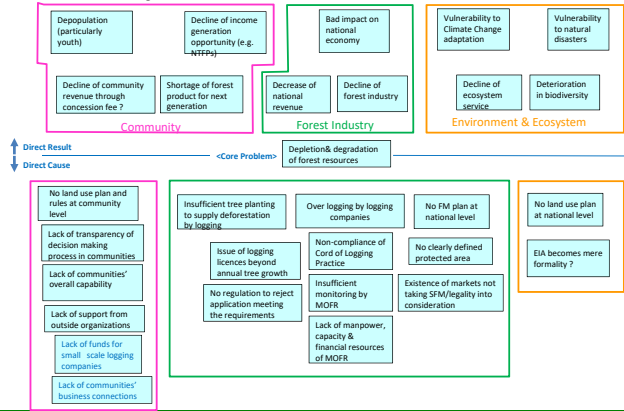 Depopulation
(particularly
youth)
Decline of income
generation
opportunity (e.g.
NTFPs)
Bad impact on
national
economy
Vulnerability to
Climate Change
adaptation
Vulnerability
to natural
disasters
Decline of community
revenue through
concession fee ?
Shortage of forest
product for next
generation
Decrease of
national
revenue
Decline of
forest industry
Decline of
ecosystem
service
Deterioration
in biodiversity
Community
Forest Industry
Environment & Ecosystem
Direct Result
Direct Cause
<Core Problem>
Depletion& degradation
of forest resources
No land use plan and
rules at community
level
Lack of transparency of
decision making
process in communities
Lack of communities'
overall capability
Lack of support from
outside organizations
Lack of funds for
small scale logging
companies
Lack of communities'
business connections
Insufficient tree planting
to supply deforestation
by logging
Over logging by logging
companies
No FM plan at
national level
Issue of logging
licences beyond
annual tree growth
Non-compliance of
Cord of Logging
Practice
No clearly defined
protected area
No regulation to reject
application meeting
the requirements
Insufficient
monitoring by
MOFR
Existence of markets not
taking SFM/legality into
consideration
Lack of manpower,
capacity &
financial resources
of MOFR
No land use plan
at national level
EIA becomes mere
formality ?